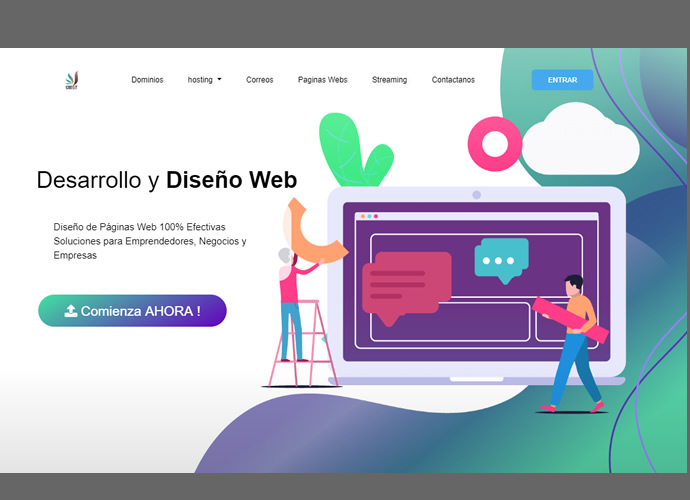 Dominios hosting Correos Paginas Webs Streaming Contactanos ENTRAR
Desarrollo y Diseño Web
Diseño de Páginas Web 100% Efectivas
Soluciones para Emprendedores, Negocios y
Empresas
Comienza AHORA !